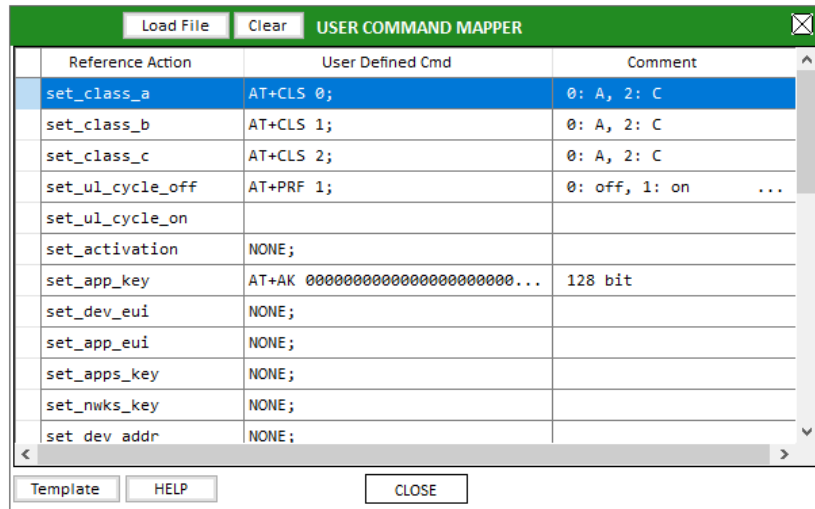 Load File Clear USER COMMAND MAPPER
Reference Action User Defined Cmd Comment
set_class_a AT+CLS 0; 0: A, 2: C
set_class_b AT+CLS 1; 0: A, 2: C
set_class_c AT+CLS 2; 0: A, 2: C
set_ul_cycle_off AT+PRF 1; 0: off, 1: on ...
set_ul_cycle_on
set_activation NONE;
set_app_key AT+AK 00000000000000000000000... 128 bit
set_dev_eui NONE;
set_app_eui NONE;
set_apps_key NONE;
set_nwks_key NONE;
set_dev_addr NONE;
Template HELP CLOSE